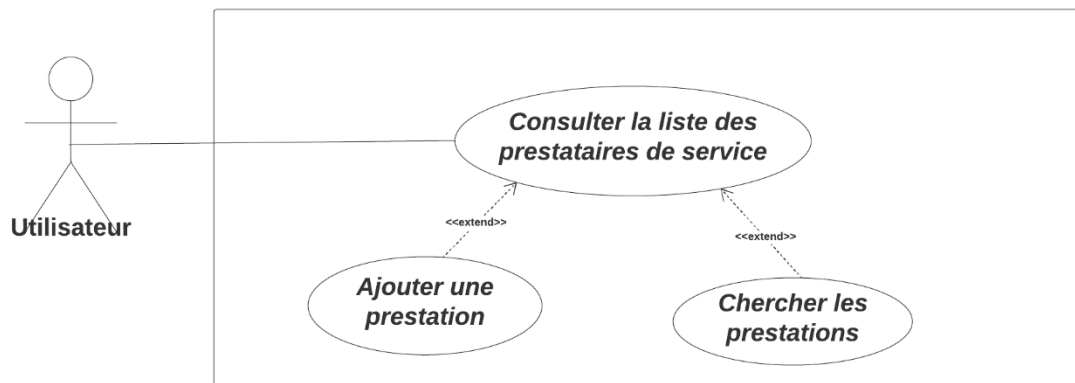 Consulter la liste des
prestataires de service
Utilisateur
<<extend>>
<<extend>>
Ajouter une
prestation
Chercher les
prestations